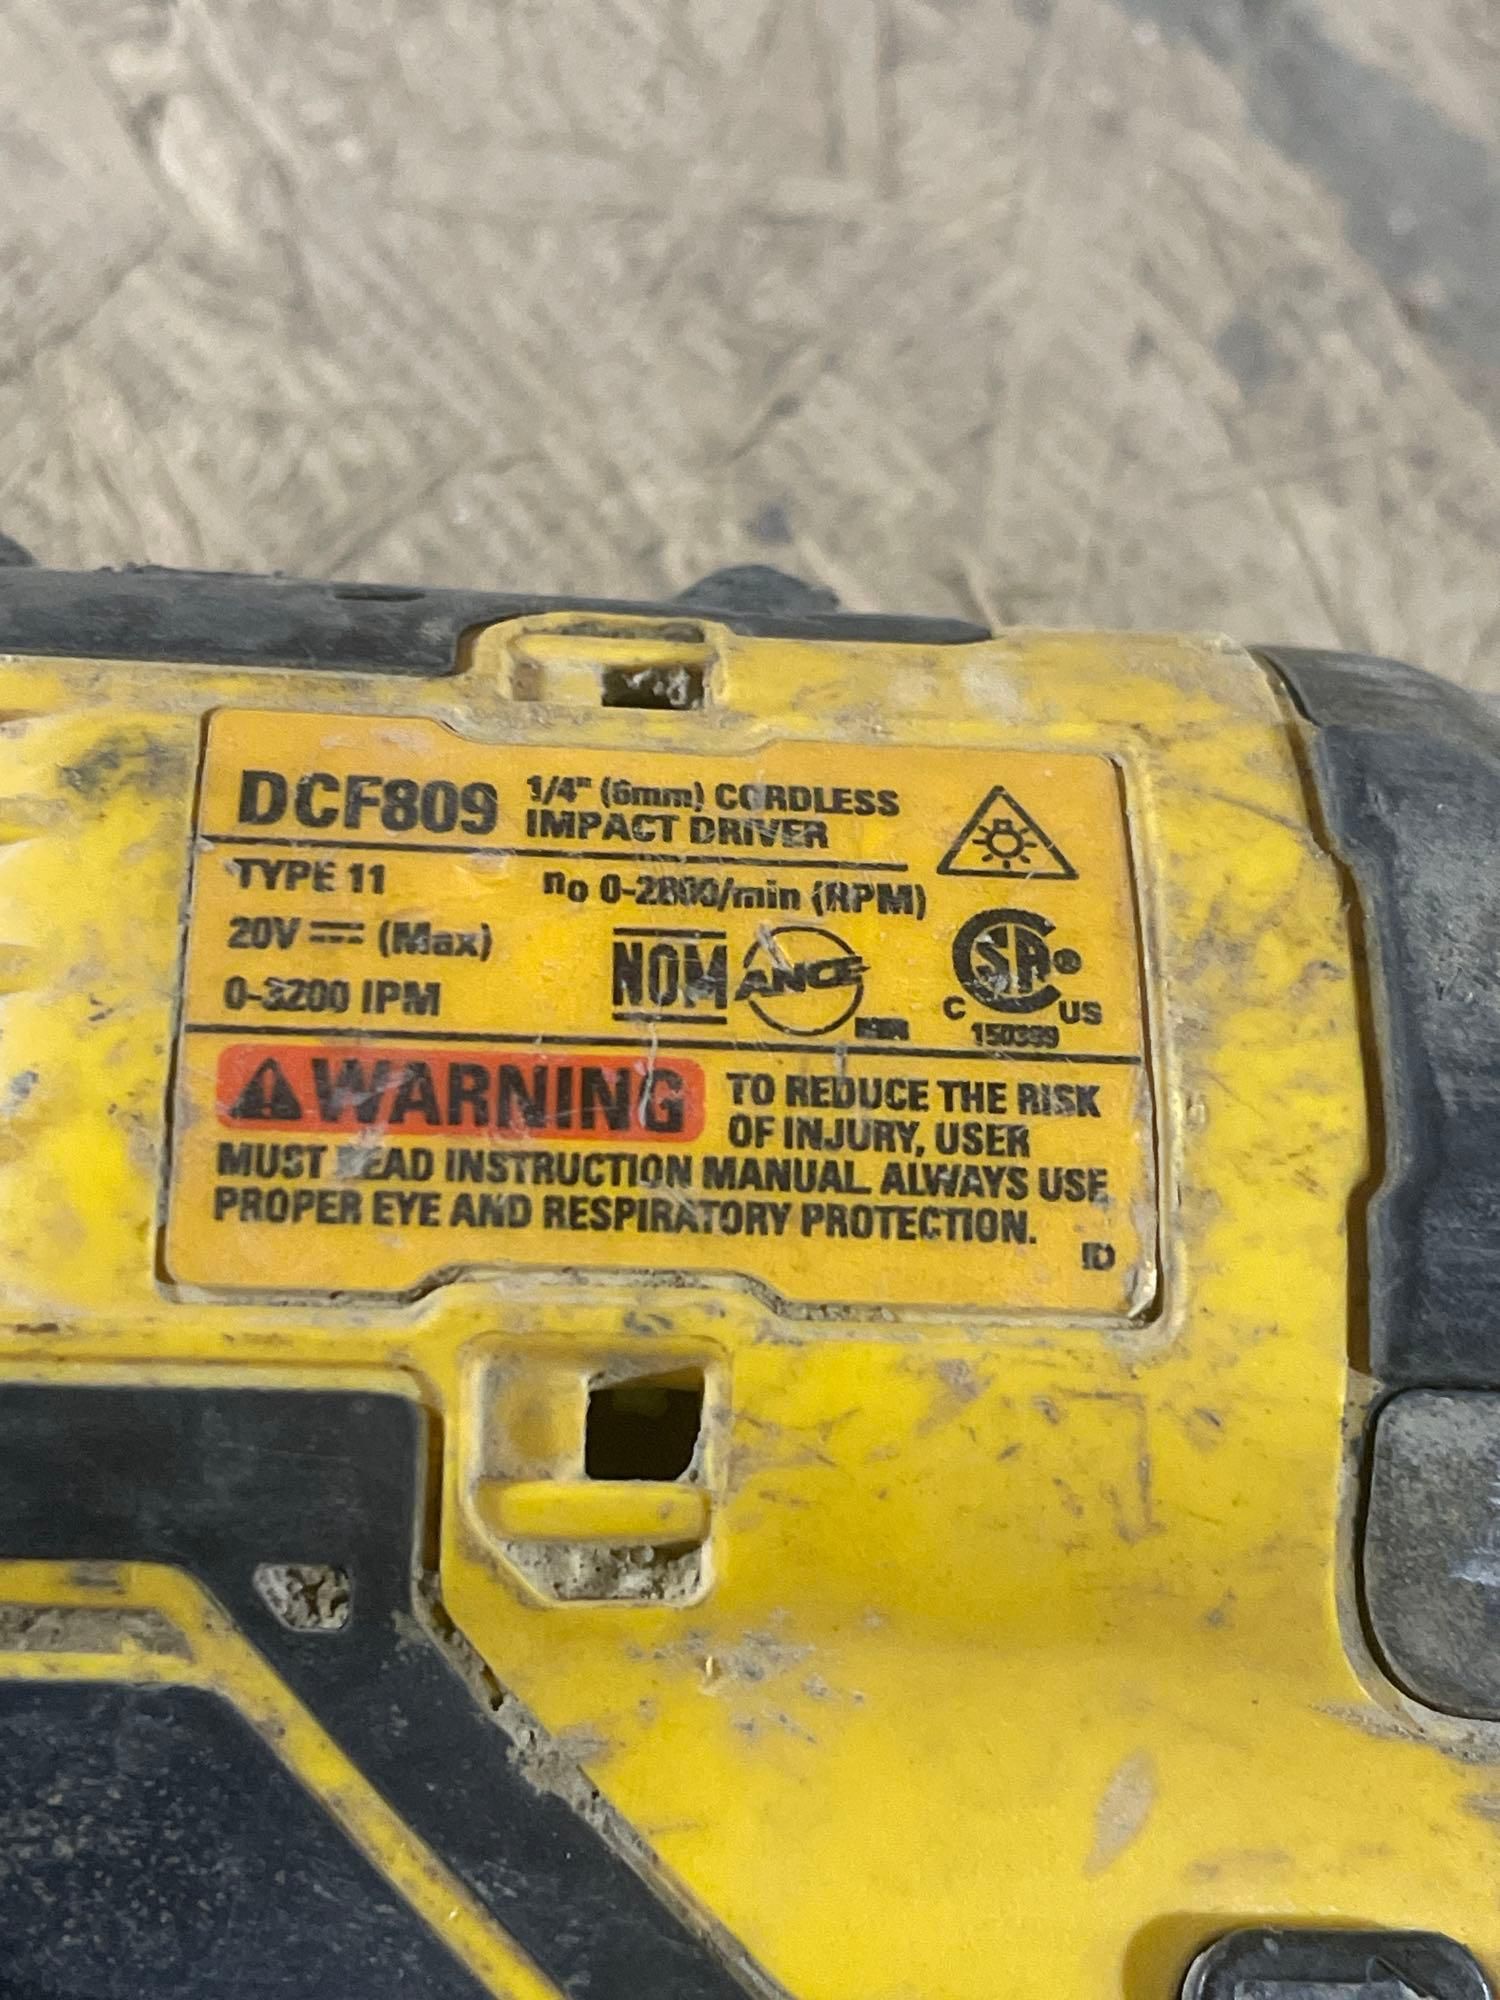 DCF809 1/4" (6mm) CORDLESS
IMPACT DRIVER
TYPE 11 no 0-2800/min (RPM)
20V (Max)
0-3200 IPM
NOM ANCE CSA ®
C US
150399
WARNING TO REDUCE THE RISK
OF INJURY, USER
MUST READ INSTRUCTION MANUAL. ALWAYS USE
PROPER EYE AND RESPIRATORY PROTECTION.
ID